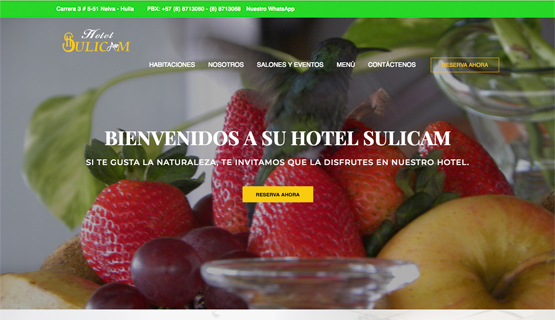 Carrera 3 # 5-61 Neiva - Huila PBX: +57 (8) 8713060 - (8) 8713068 Nuestro WhatsApp
Hotel
SULICAM
HABITACIONES NOSOTROS SALONES Y EVENTOS MENÚ CONTÁCTENOS RESERVA AHORA
BIENVENIDOS A SU HOTEL SULICAM
SI TE GUSTA LA NATURALEZA, TE INVITAMOS QUE LA DISFRUTES EN NUESTRO HOTEL.
RESERVA AHORA